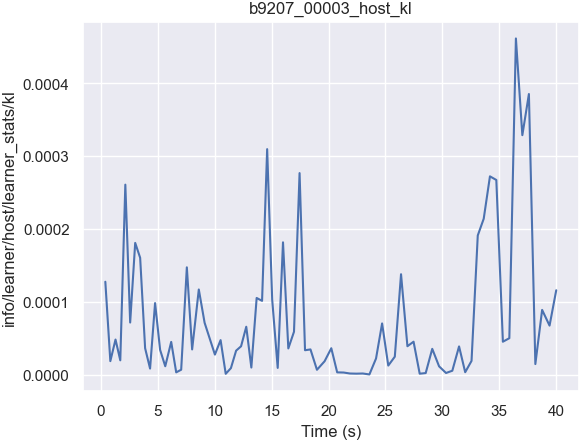 b9207_00003_host_kl
info/learner/host/learner_stats/kl
0.0004
0.0003
0.0002
0.0001
0.0000
0 5 10 15 20 25 30 35 40
Time (s)